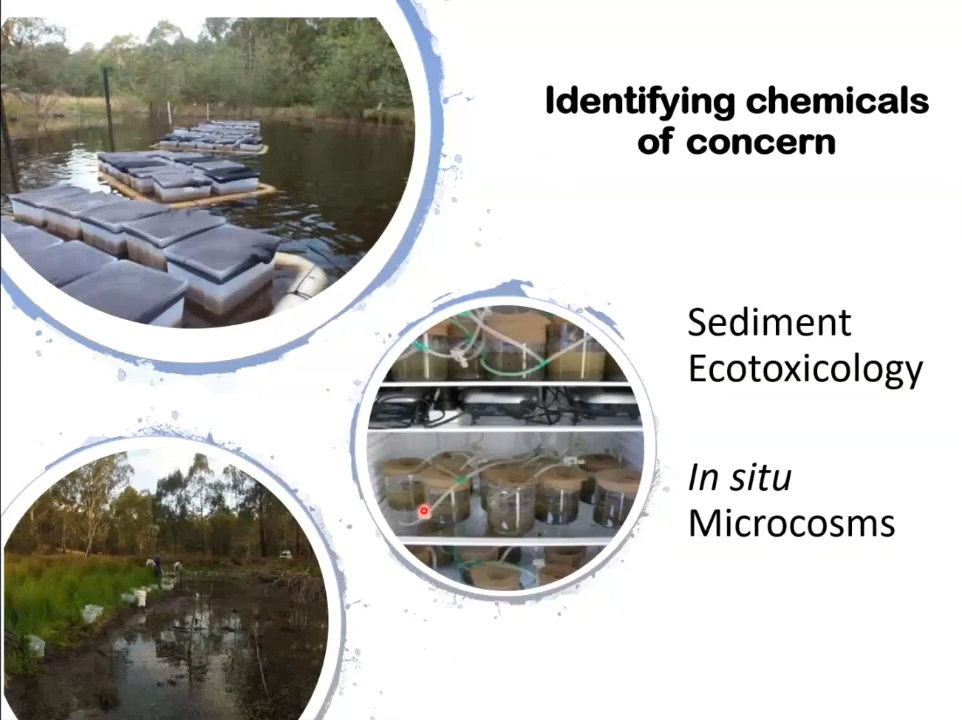 Identifying chemicals
of concern
Sediment
Ecotoxicology
In situ
Microcosms